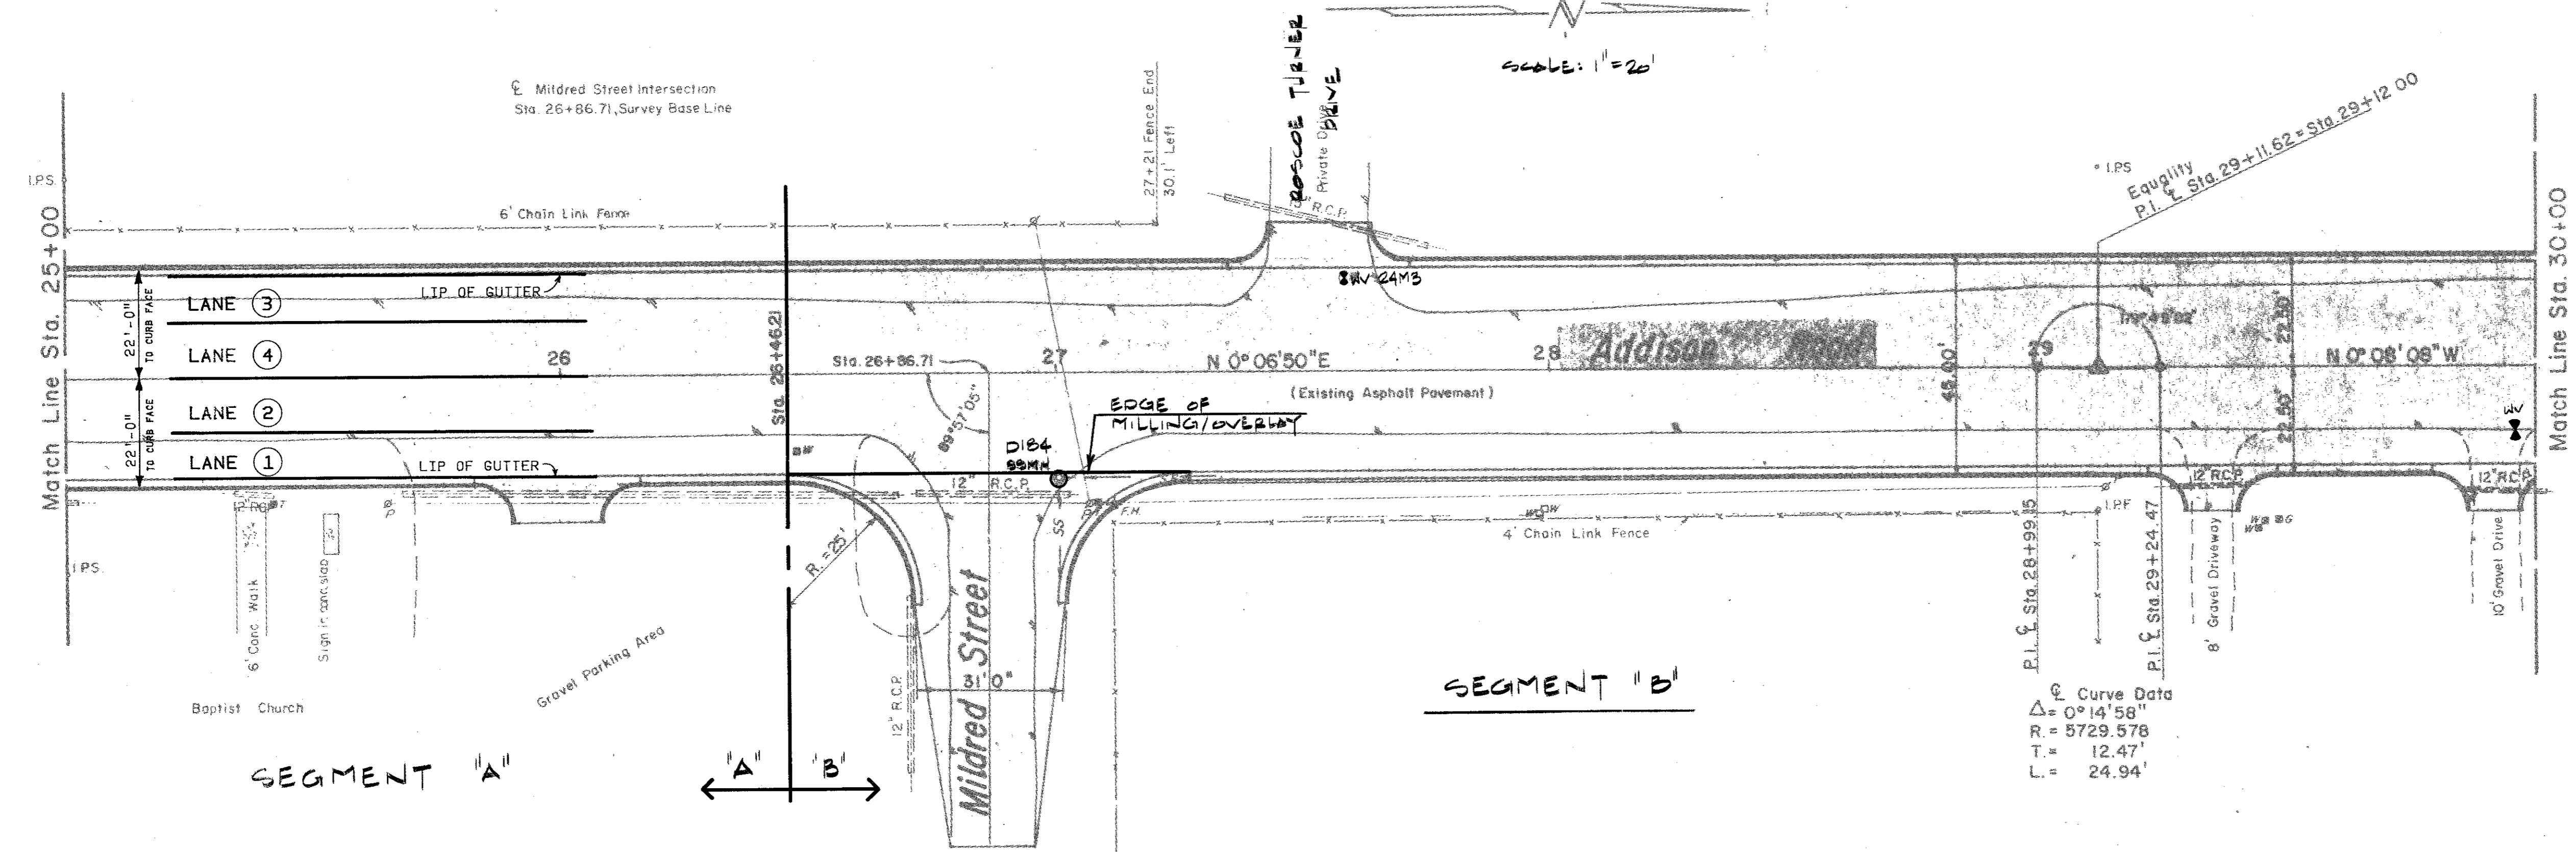 SCALE: 1"=20'
℄ Mildred Street Intersection
Sta. 26+86.71, Survey Base Line
27+21 Fence End
30.1' Left
ROSCOE TURNER
DRIVE
Private Drive
15" R.C.P.
Equality
P.I. ℄ Sta. 29+11.62 = Sta. 29+12.00
I.P.S
I.P.S.
Match Line Sta. 25+00
Match Line Sta. 30+00
6' Chain Link Fence
22'-0"
TO CURB FACE
22'-0"
TO CURB FACE
LANE 3
LIP OF GUTTER
LANE 4
LANE 2
LANE 1
LIP OF GUTTER
26
Sta 26+46.21
Sta. 26+86.71
89°57'05"
27
N 0°06'50"E
(Existing Asphalt Pavement)
EDGE OF
MILLING/OVERLAY
D184
SSMH
WV 24M3
28
Addison Road
45.00'
29
22.50'
22.50'
N 0°08'08"W
WV
W
12" R.C.P.
SS
F.H.
P
T
12" R.C.P.
12" R.C.P.
I.P.F
W
4' Chain Link Fence
P.I. ℄ Sta. 28+99.15
P.I. ℄ Sta. 29+24.47
8' Gravel Driveway
10' Gravel Drive
I.P.S.
6' Conc. Walk
Sign in conc. slab
Gravel Parking Area
Baptist Church
R. = 25'
12" R.C.P.
Mildred Street
31'0"
SEGMENT "A"
"A"
"B"
SEGMENT "B"
℄ Curve Data
Δ= 0°14'58"
R.= 5729.578
T.= 12.47'
L.= 24.94'